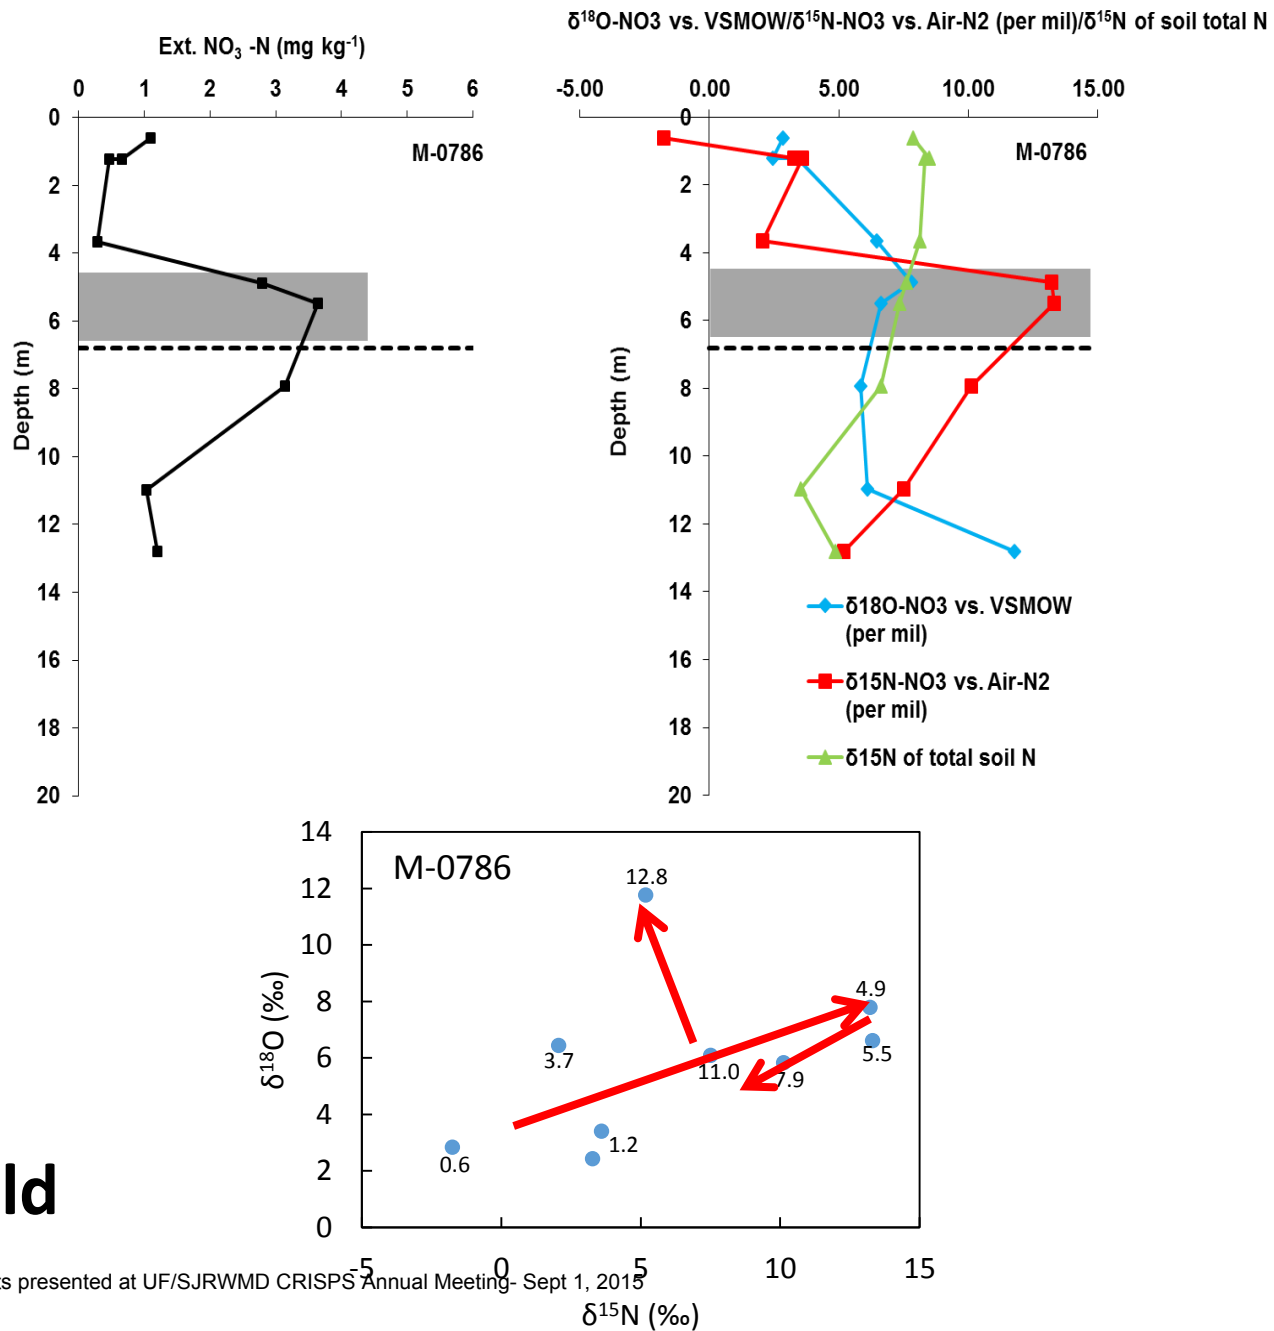 δ¹⁸O-NO3 vs. VSMOW/δ¹⁵N-NO3 vs. Air-N2 (per mil)/δ¹⁵N of soil total N
Ext. NO₃ -N (mg kg⁻¹)
0 1 2 3 4 5 6
0
2
4
6
8
10
12
14
16
18
20
Depth (m)
M-0786
-5.00 0.00 5.00 10.00 15.00
0
2
4
6
8
10
12
14
16
18
20
Depth (m)
M-0786
δ18O-NO3 vs. VSMOW
(per mil)
δ15N-NO3 vs. Air-N2
(per mil)
δ15N of total soil N
14
12
10
8
6
4
2
0
δ¹⁸O (‰)
M-0786
12.8
4.9
3.7
11.0
7.9
5.5
1.2
0.6
-5 0 5 10 15
δ¹⁵N (‰)
ld
ts presented at UF/SJRWMD CRISPS Annual Meeting- Sept 1, 2015